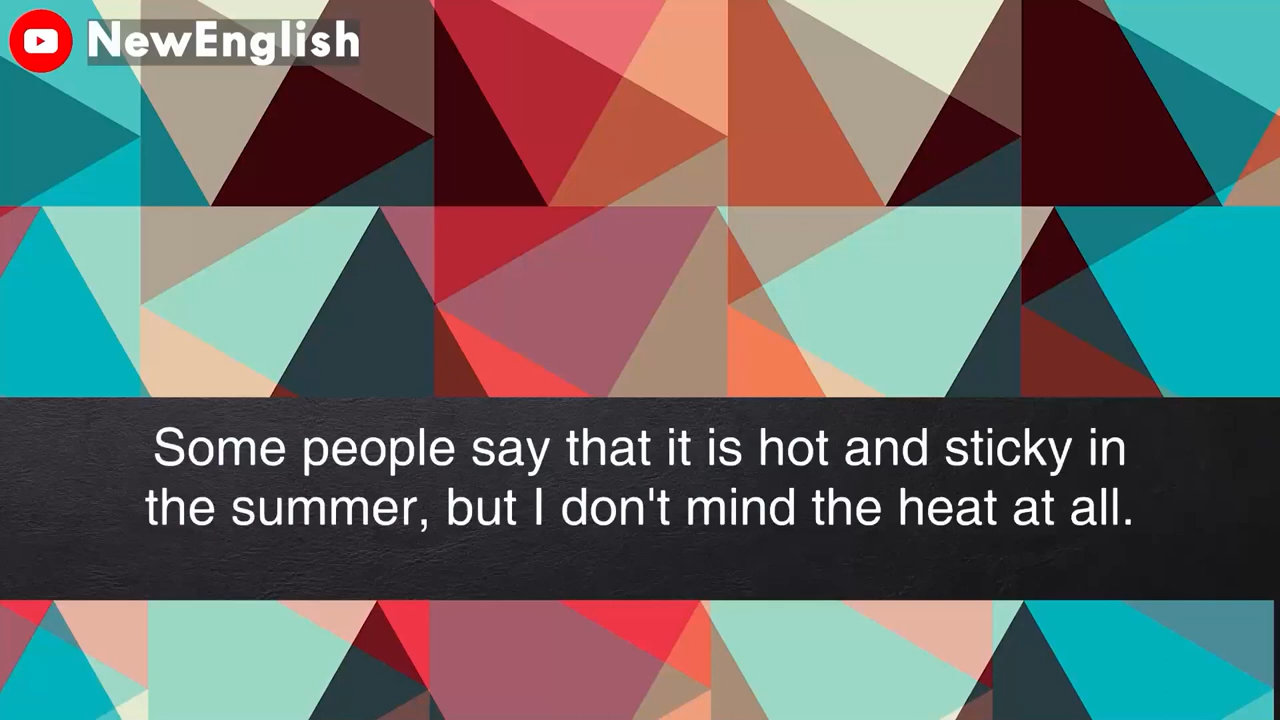 NewEnglish
Some people say that it is hot and sticky in
the summer, but I don't mind the heat at all.